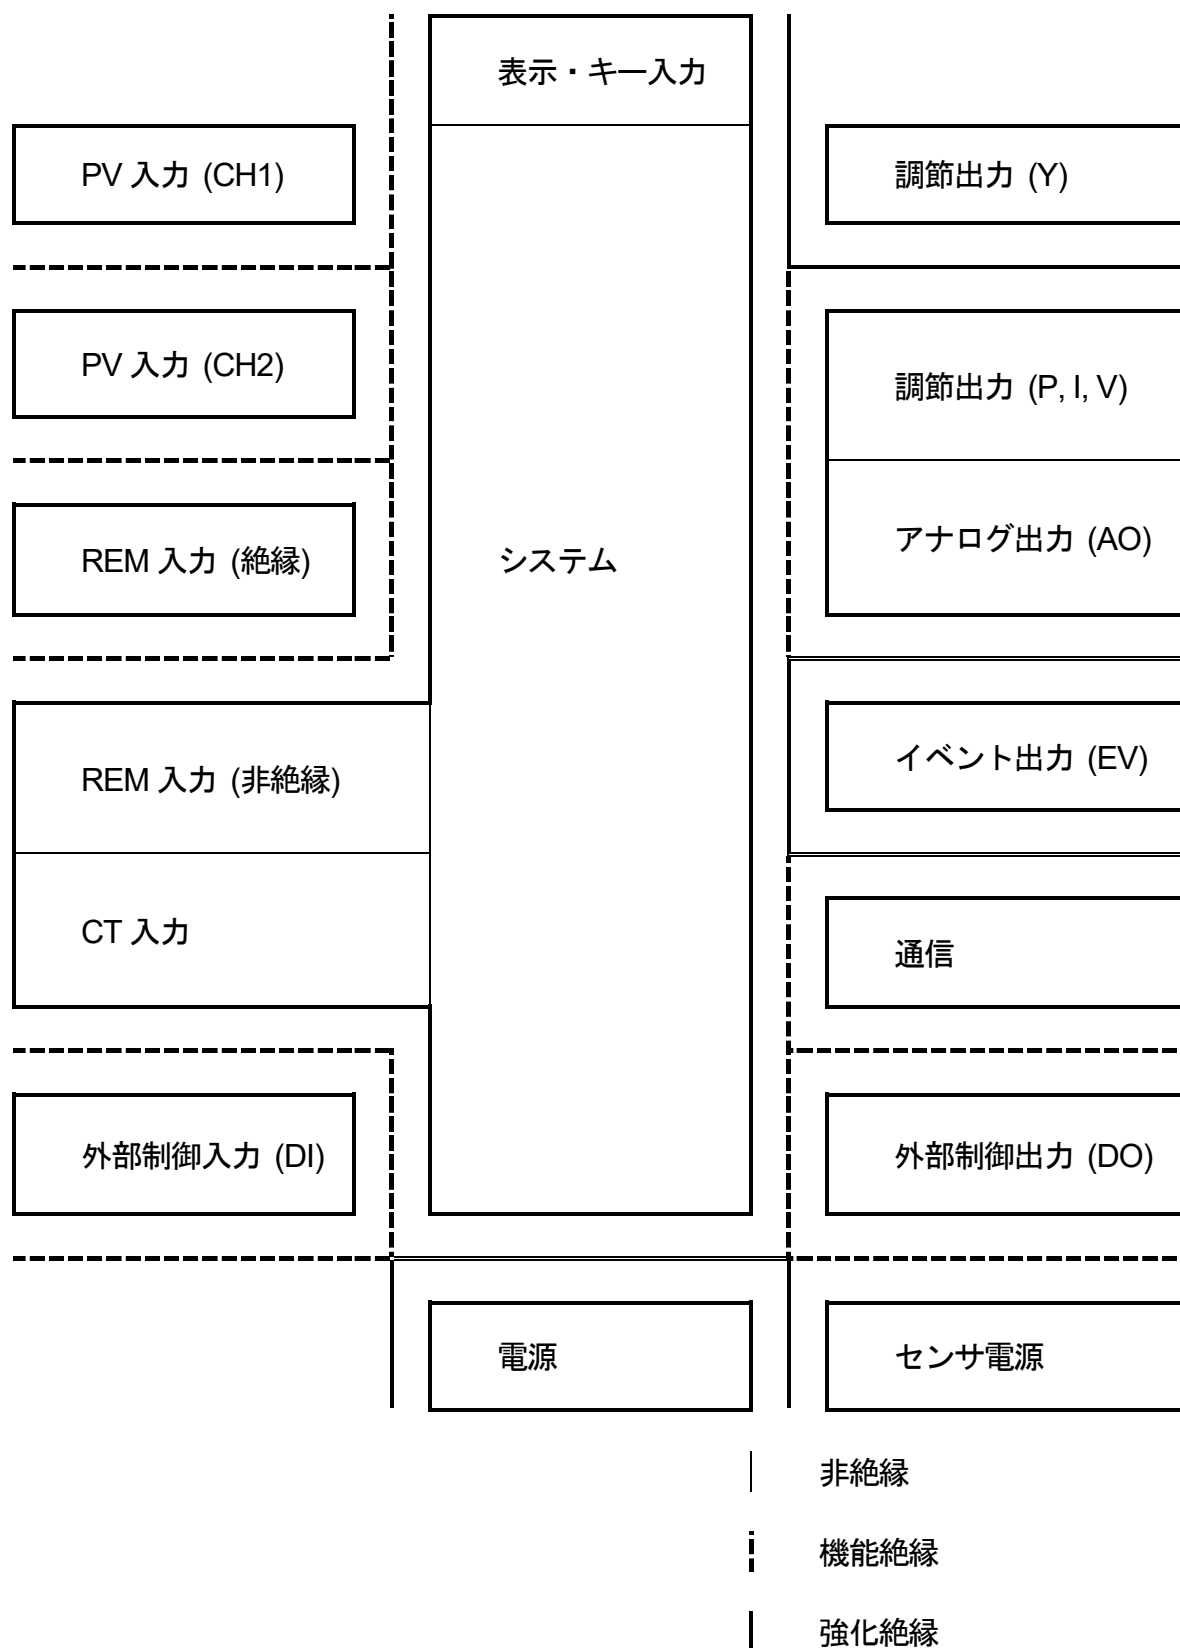 表示・キー入力
PV 入力 (CH1)
調節出力 (Y)
PV 入力 (CH2)
調節出力 (P, I, V)
REM 入力 (絶縁)
システム
アナログ出力 (AO)
REM 入力 (非絶縁)
イベント出力 (EV)
CT 入力
通信
外部制御入力 (DI)
外部制御出力 (DO)
電源
センサ電源
非絶縁
機能絶縁
強化絶縁